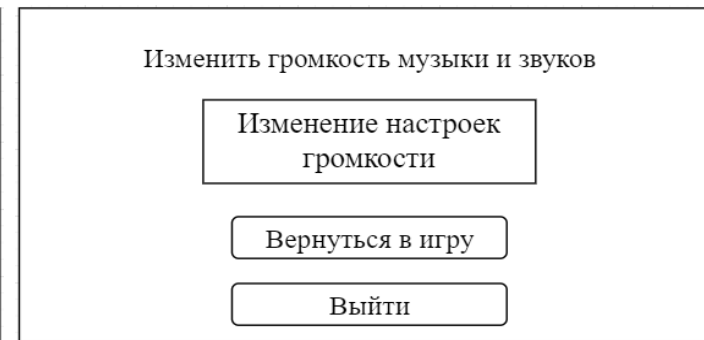 Изменить громкость музыки и звуков
Изменение настроек
громкости
Вернуться в игру
Выйти